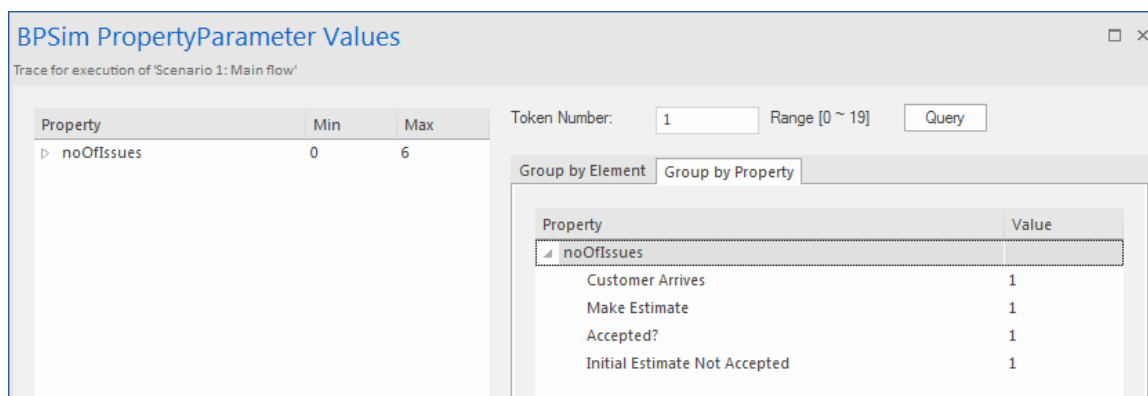 BPSim PropertyParameter Values
Trace for execution of 'Scenario 1: Main flow'
Property Min Max
noOfIssues 0 6
Token Number: 1 Range [0 ~ 19] Query
Group by Element Group by Property
Property Value
noOfIssues
Customer Arrives 1
Make Estimate 1
Accepted? 1
Initial Estimate Not Accepted 1